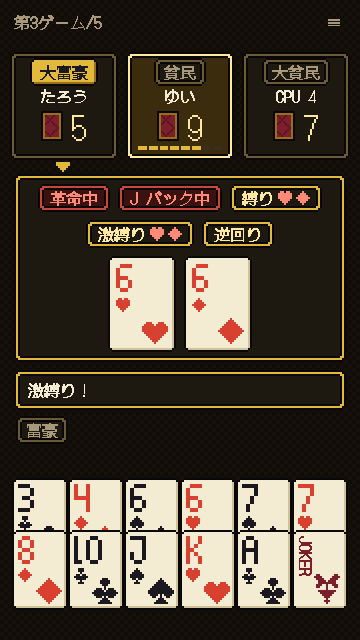 第3ゲーム/5
大富豪 貧民 大貧民
たろう ゆい CPU 4
5 9 7
革命中 Jバック中 縛り♥♦
激縛り♥♦ 逆回り
6 6
激縛り！
富豪
3 4 6 6 7 7
8 10 J K A JOKER